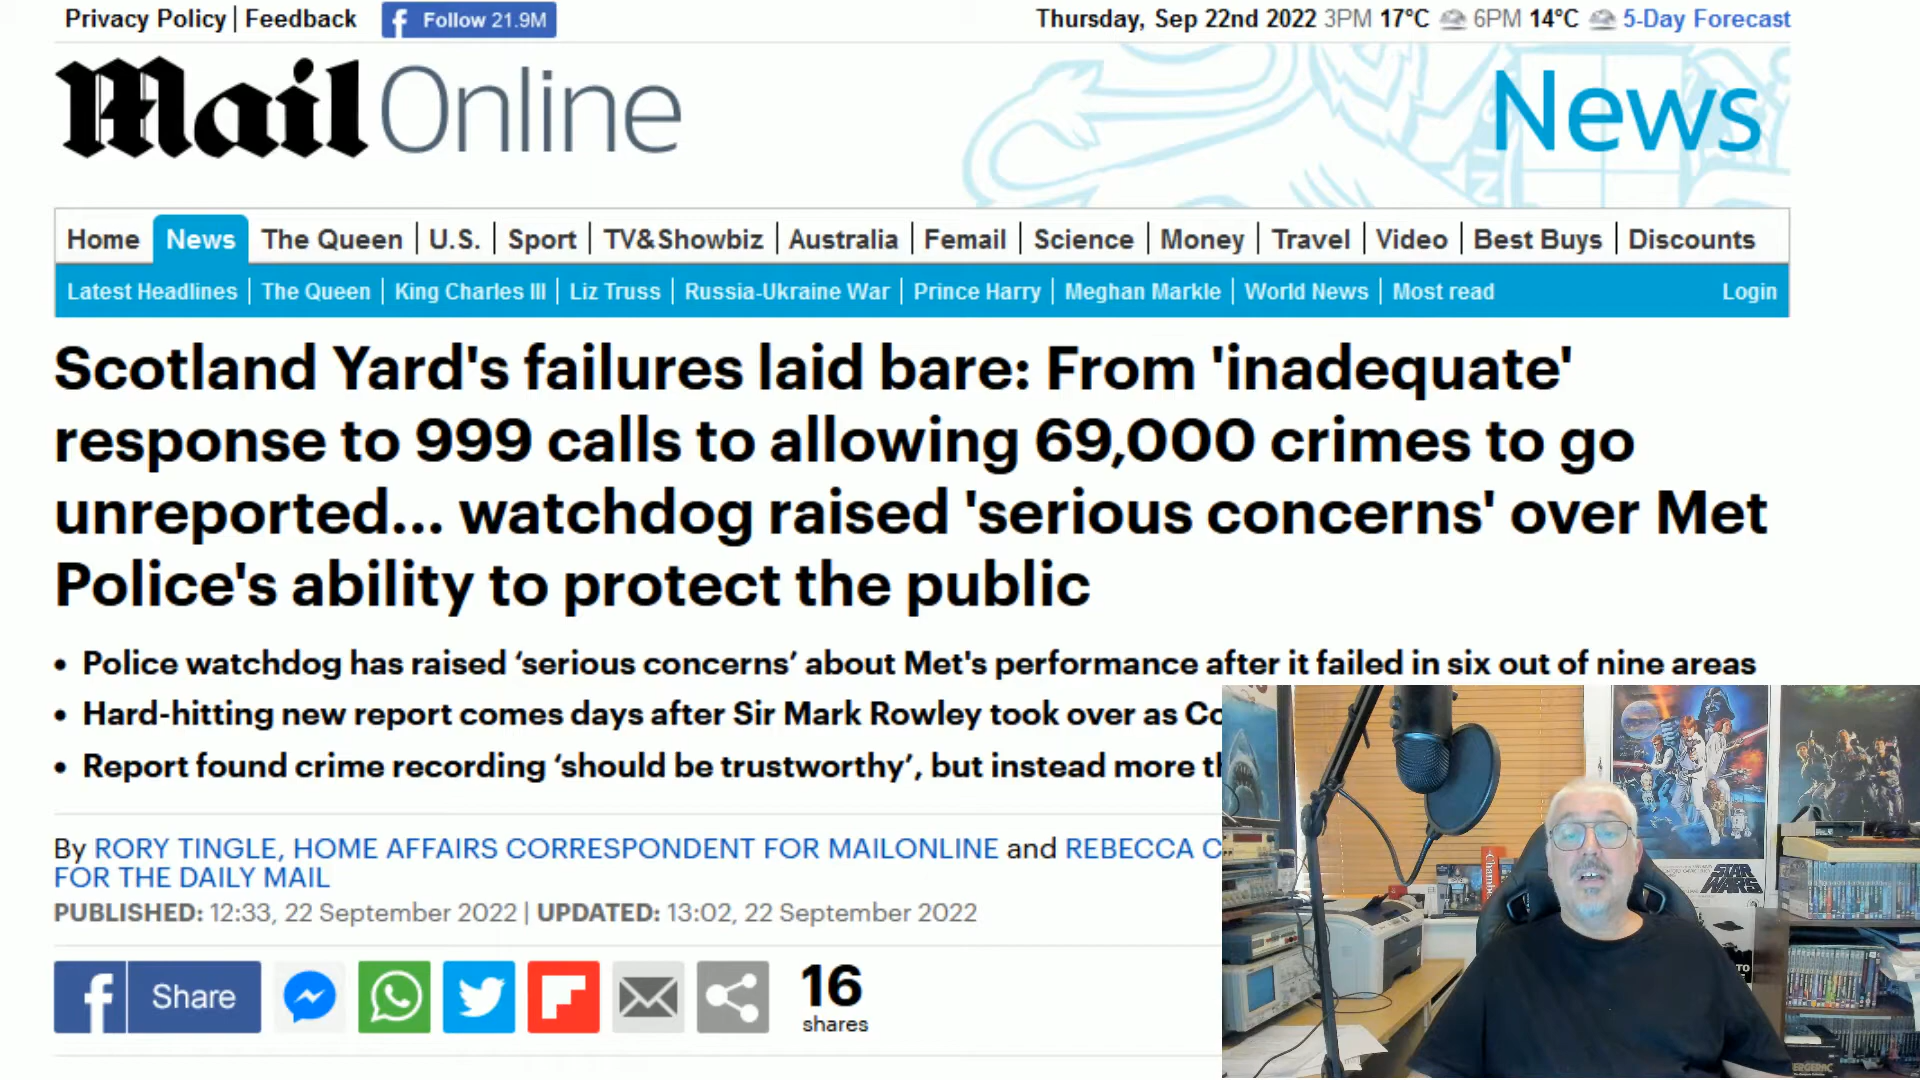 Privacy Policy | Feedback Follow 21.9M Thursday, Sep 22nd 2022 3PM 17°C 6PM 14°C 5-Day Forecast
Mail Online News
Home News The Queen U.S. Sport TV&Showbiz Australia Femail Science Money Travel Video Best Buys Discounts
Latest Headlines The Queen King Charles III Liz Truss Russia-Ukraine War Prince Harry Meghan Markle World News Most read Login
Scotland Yard's failures laid bare: From 'inadequate'
response to 999 calls to allowing 69,000 crimes to go
unreported... watchdog raised 'serious concerns' over Met
Police's ability to protect the public
• Police watchdog has raised ‘serious concerns’ about Met's performance after it failed in six out of nine areas
• Hard-hitting new report comes days after Sir Mark Rowley took over as Co
• Report found crime recording ‘should be trustworthy’, but instead more th
By RORY TINGLE, HOME AFFAIRS CORRESPONDENT FOR MAILONLINE and REBECCA C
FOR THE DAILY MAIL
PUBLISHED: 12:33, 22 September 2022 | UPDATED: 13:02, 22 September 2022
Share
16
shares
STAR
WARS
TO